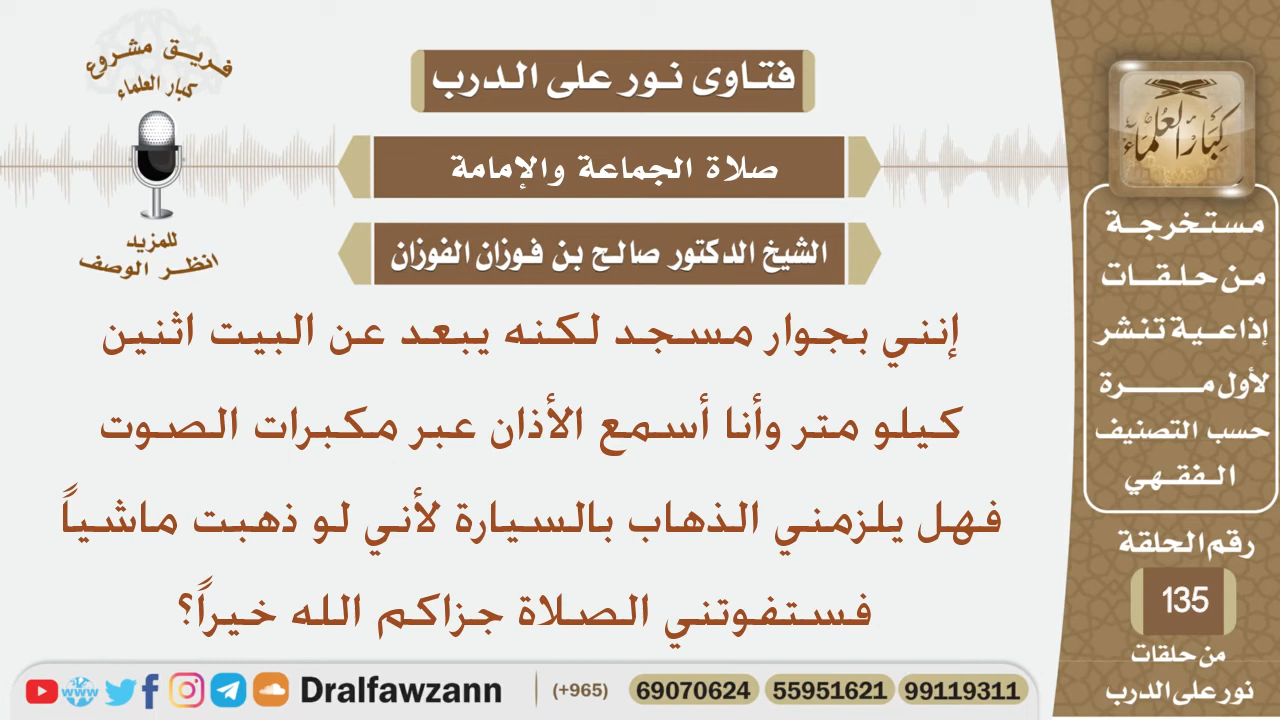 فتاوى نور على الدرب
صلاة الجماعة والإمامة
الشيخ الدكتور صالح بن فوزان الفوزان
إنني بجوار مسجد لكنه يبعد عن البيت اثنين
كيلو متر وأنا أسمع الأذان عبر مكبرات الصوت
فهل يلزمني الذهاب بالسيارة لأني لو ذهبت ماشياً
فستفوتني الصلاة جزاكم الله خيراً؟
كبار العلماء
مستخرجة
من حلقات
إذاعية تنشر
لأول مرة
حسب التصنيف
الفقهي
رقم الحلقة
135
من حلقات
نور على الدرب
فريق مشروع
كبار العلماء
للمزيد
انظر الوصف
Dralfawzann (+965) 69070624 55951621 99119311
www